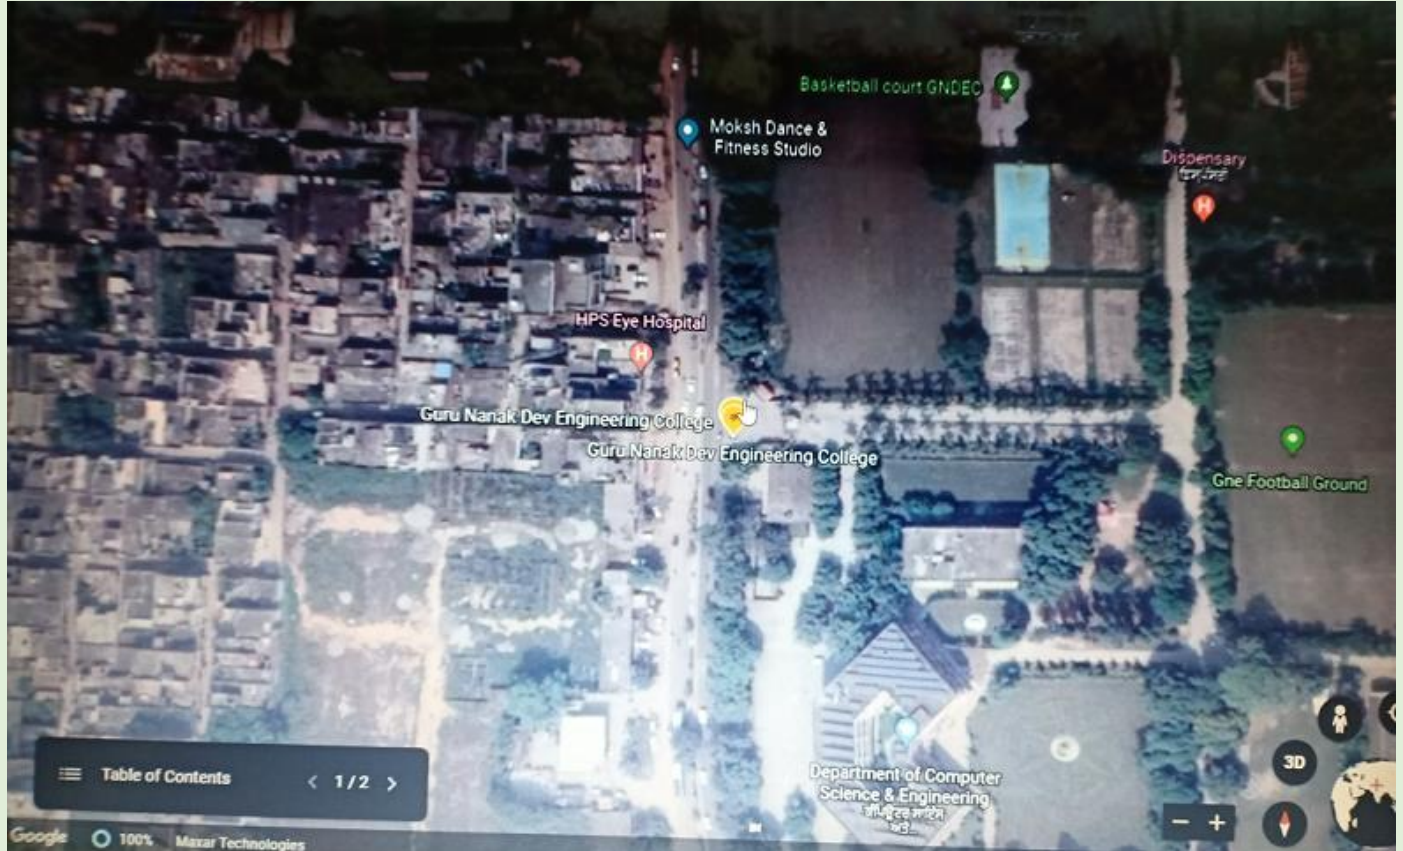 Basketball court GNDEC
Moksh Dance &
Fitness Studio
Dispensary
HPS Eye Hospital
Guru Nanak Dev Engineering College
Guru Nanak Dev Engineering College
Gne Football Ground
Department of Computer
Science & Engineering
ਕੰਪਿਊਟਰ ਸਾਇੰਸ
ਅਤੇ...
Table of Contents
1/2
3D
Google
100%
Maxar Technologies